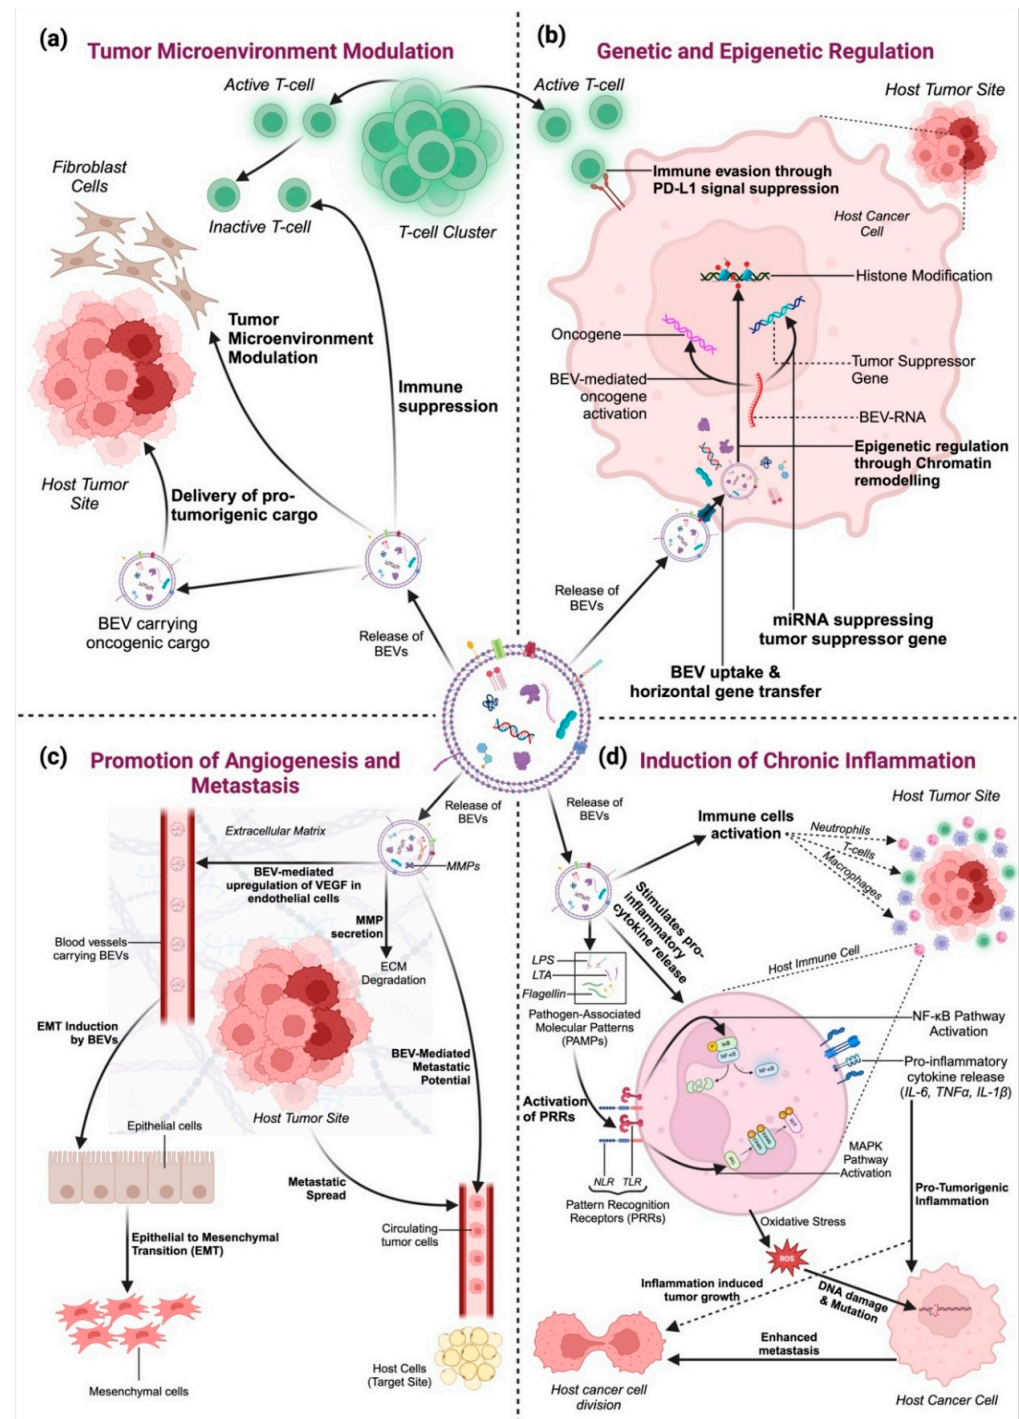 (a)
Tumor Microenvironment Modulation
Active T-cell
Fibroblast
Cells
Inactive T-cell
T-cell Cluster
Tumor
Microenvironment
Modulation
Immune
suppression
Host Tumor
Site
Delivery of pro-
tumorigenic cargo
BEV carrying
oncogenic cargo
Release of
BEVs
(b)
Genetic and Epigenetic Regulation
Active T-cell
Host Tumor Site
Immune evasion through
PD-L1 signal suppression
Host Cancer
Cell
Histone Modification
Oncogene
Tumor Suppressor
Gene
BEV-mediated
oncogene
activation
BEV-RNA
Epigenetic regulation
through Chromatin
remodelling
Release of
BEVs
miRNA suppressing
tumor suppressor gene
BEV uptake &
horizontal gene transfer
(c)
Promotion of Angiogenesis and
Metastasis
Release of
BEVs
Extracellular Matrix
MMPs
BEV-mediated
upregulation of VEGF in
endothelial cells
MMP
secretion
Blood vessels
carrying BEVs
ECM
Degradation
EMT Induction
by BEVs
BEV-Mediated
Metastatic
Potential
Host Tumor Site
Epithelial cells
Metastatic
Spread
Circulating
tumor cells
Epithelial to Mesenchymal
Transition (EMT)
Mesenchymal cells
Host Cells
(Target Site)
(d)
Induction of Chronic Inflammation
Release of
BEVs
Host Tumor Site
Immune cells
activation
Neutrophils
T-cells
Macrophages
Stimulates pro-
inflammatory
cytokine release
LPS
LTA
Flagellin
Pathogen-Associated
Molecular Patterns
(PAMPs)
Host Immune Cell
NF-κB Pathway
Activation
P
IκB
NF-κB
NF-κB
Pro-inflammatory
cytokine release
(IL-6, TNFα, IL-1β)
Activation
of PRRs
MAPK
Pathway
Activation
NLR TLR
Pattern Recognition
Receptors (PRRs)
Pro-Tumorigenic
Inflammation
Oxidative Stress
ROS
DNA damage
& Mutation
Inflammation induced
tumor growth
Enhanced
metastasis
Host cancer cell
division
Host Cancer Cell